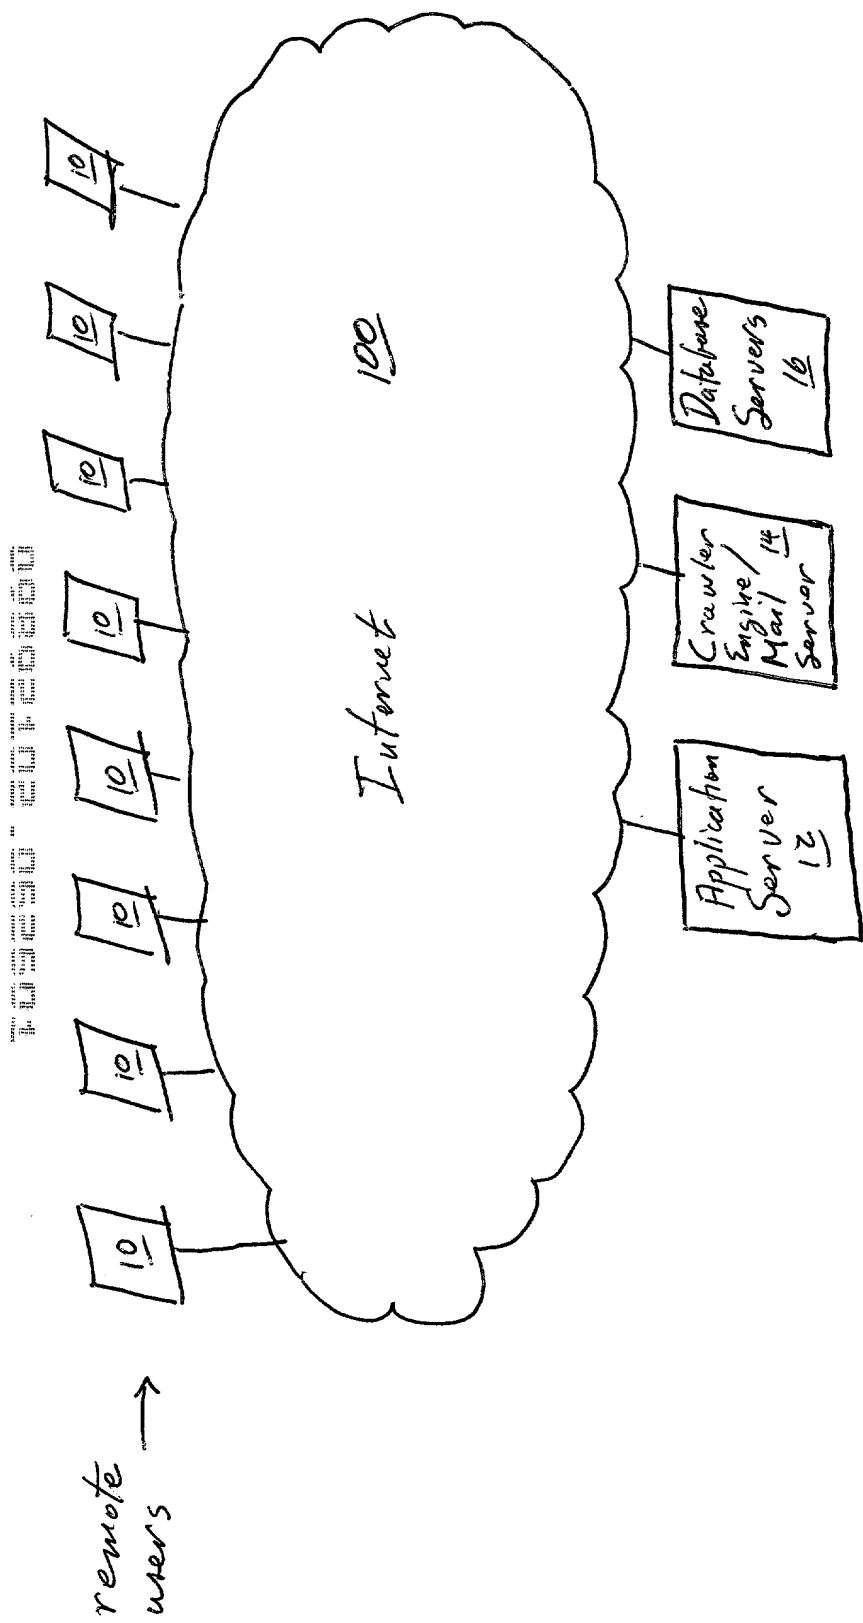 remote
users →
10
10
10
10
10
10
10
10
Internet
100
Application
Server
12
Crawler
Engine/
Mail 14
Server
Database
Servers
16